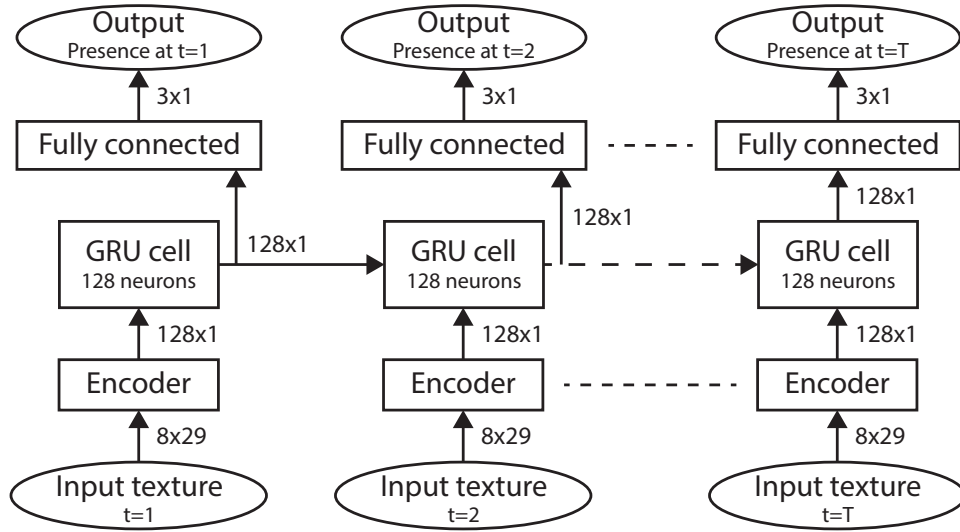 Output
Presence at t=1
Output
Presence at t=2
Output
Presence at t=T
3x1
3x1
3x1
Fully connected
Fully connected
Fully connected
128x1
128x1
128x1
GRU cell
128 neurons
GRU cell
128 neurons
GRU cell
128 neurons
128x1
128x1
128x1
Encoder
Encoder
Encoder
8x29
8x29
8x29
Input texture
t=1
Input texture
t=2
Input texture
t=T